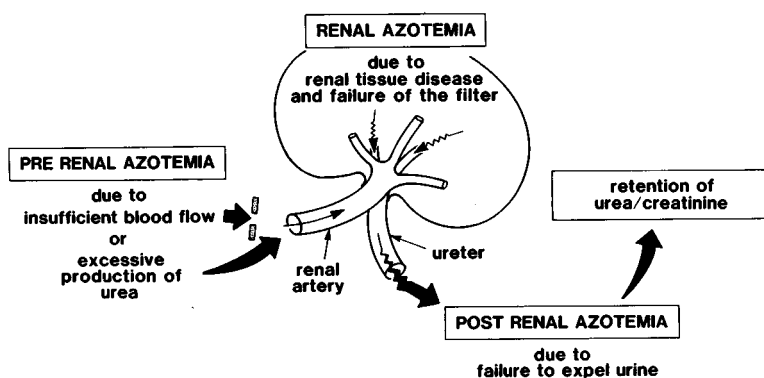 RENAL AZOTEMIA
due to
renal tissue disease
and failure of the filter
PRE RENAL AZOTEMIA
due to
insufficient blood flow
or
excessive
production of
urea
renal
artery
ureter
retention of
urea/creatinine
POST RENAL AZOTEMIA
due to
failure to expel urine